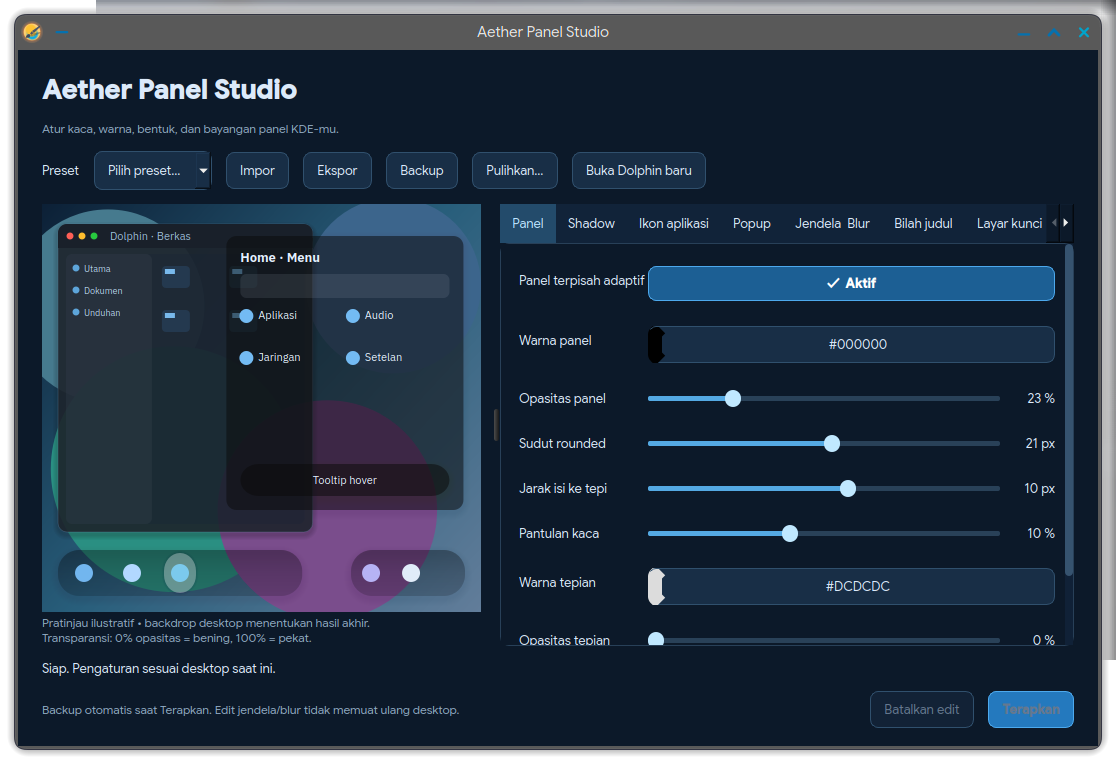 Aether Panel Studio
Aether Panel Studio
Atur kaca, warna, bentuk, dan bayangan panel KDE-mu.
Preset Pilih preset... Impor Ekspor Backup Pulihkan... Buka Dolphin baru
Dolphin · Berkas
Utama
Dokumen
Unduhan
Home · Menu
Aplikasi Audio
Jaringan Setelan
Tooltip hover
Pratinjau ilustratif • backdrop desktop menentukan hasil akhir.
Transparansi: 0% opasitas = bening, 100% = pekat.
Siap. Pengaturan sesuai desktop saat ini.
Panel Shadow Ikon aplikasi Popup Jendela Blur Bilah judul Layar kunci
Panel terpisah adaptif ✓ Aktif
Warna panel #000000
Opasitas panel 23 %
Sudut rounded 21 px
Jarak isi ke tepi 10 px
Pantulan kaca 10 %
Warna tepian #DCDCDC
Opasitas tepian 0 %
Backup otomatis saat Terapkan. Edit jendela/blur tidak memuat ulang desktop.
Batalkan edit Terapkan